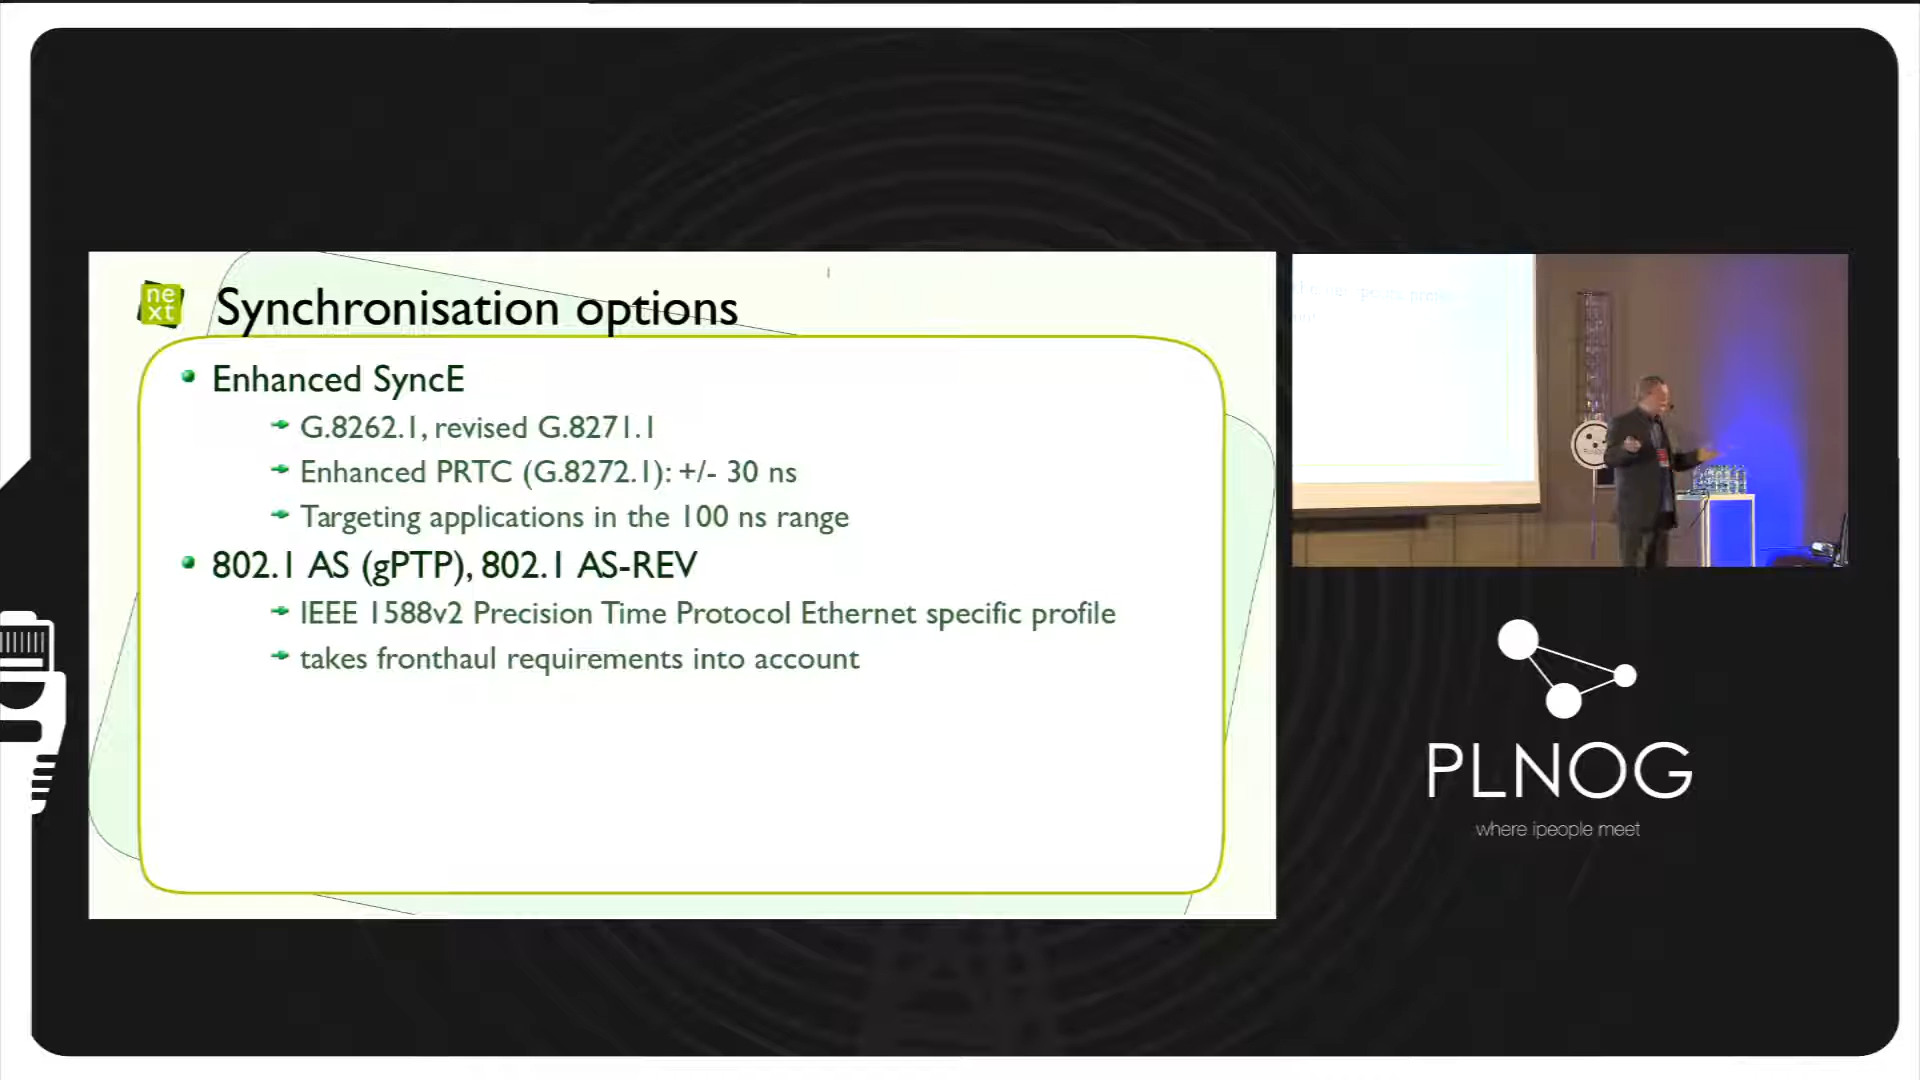 ne
xt
Synchronisation options
Enhanced SyncE
G.8262.1, revised G.8271.1
Enhanced PRTC (G.8272.1): +/- 30 ns
Targeting applications in the 100 ns range
802.1 AS (gPTP), 802.1 AS-REV
IEEE 1588v2 Precision Time Protocol Ethernet specific profile
takes fronthaul requirements into account
PLNOG
where ipeople meet